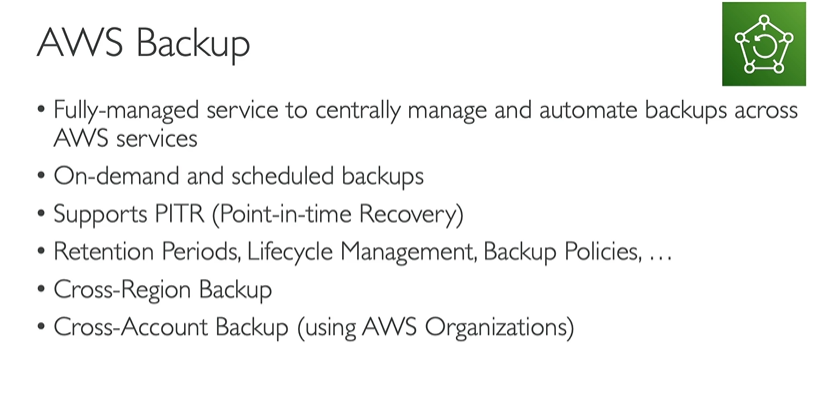 AWS Backup
• Fully-managed service to centrally manage and automate backups across
AWS services
• On-demand and scheduled backups
• Supports PITR (Point-in-time Recovery)
• Retention Periods, Lifecycle Management, Backup Policies, …
• Cross-Region Backup
• Cross-Account Backup (using AWS Organizations)